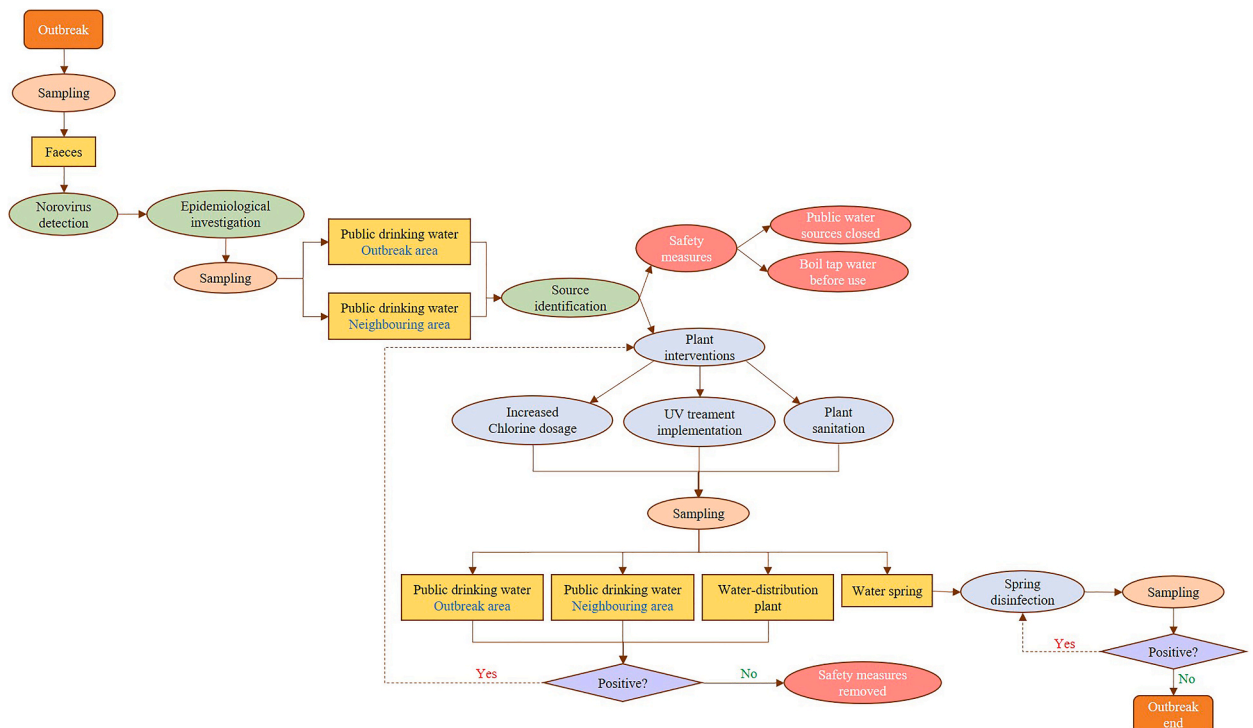 Outbreak
Sampling
Faeces
Norovirus
detection
Epidemiological
investigation
Sampling
Public drinking water
Outbreak area
Public drinking water
Neighbouring area
Source
identification
Safety
measures
Public water
sources closed
Boil tap water
before use
Plant
interventions
Increased
Chlorine dosage
UV treament
implementation
Plant
sanitation
Sampling
Public drinking water
Outbreak area
Public drinking water
Neighbouring area
Water-distribution
plant
Water spring
Spring
disinfection
Sampling
Yes
Positive?
No
Safety measures
removed
Yes
Positive?
No
Outbreak
end